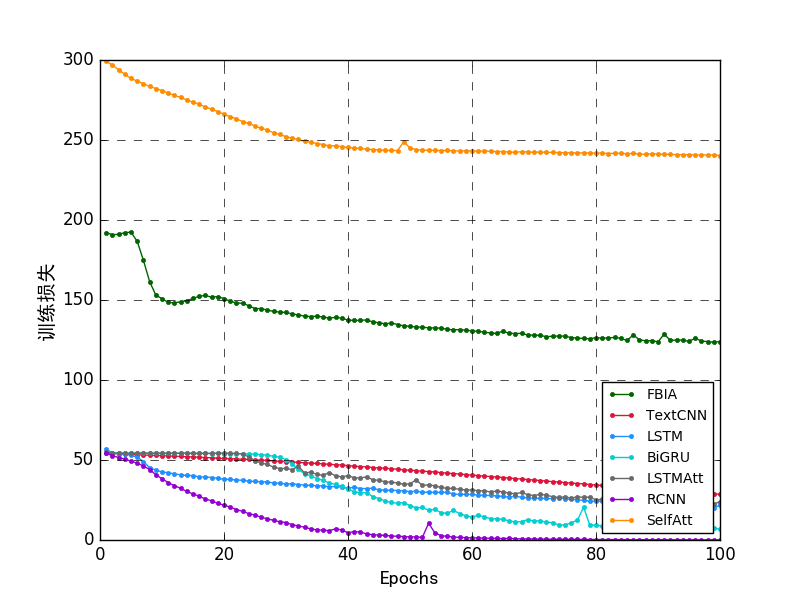 300
250
200
150
100
50
0
训练损失
0 20 40 60 80 100
Epochs
FBIA
TextCNN
LSTM
BiGRU
LSTMAtt
RCNN
SelfAtt